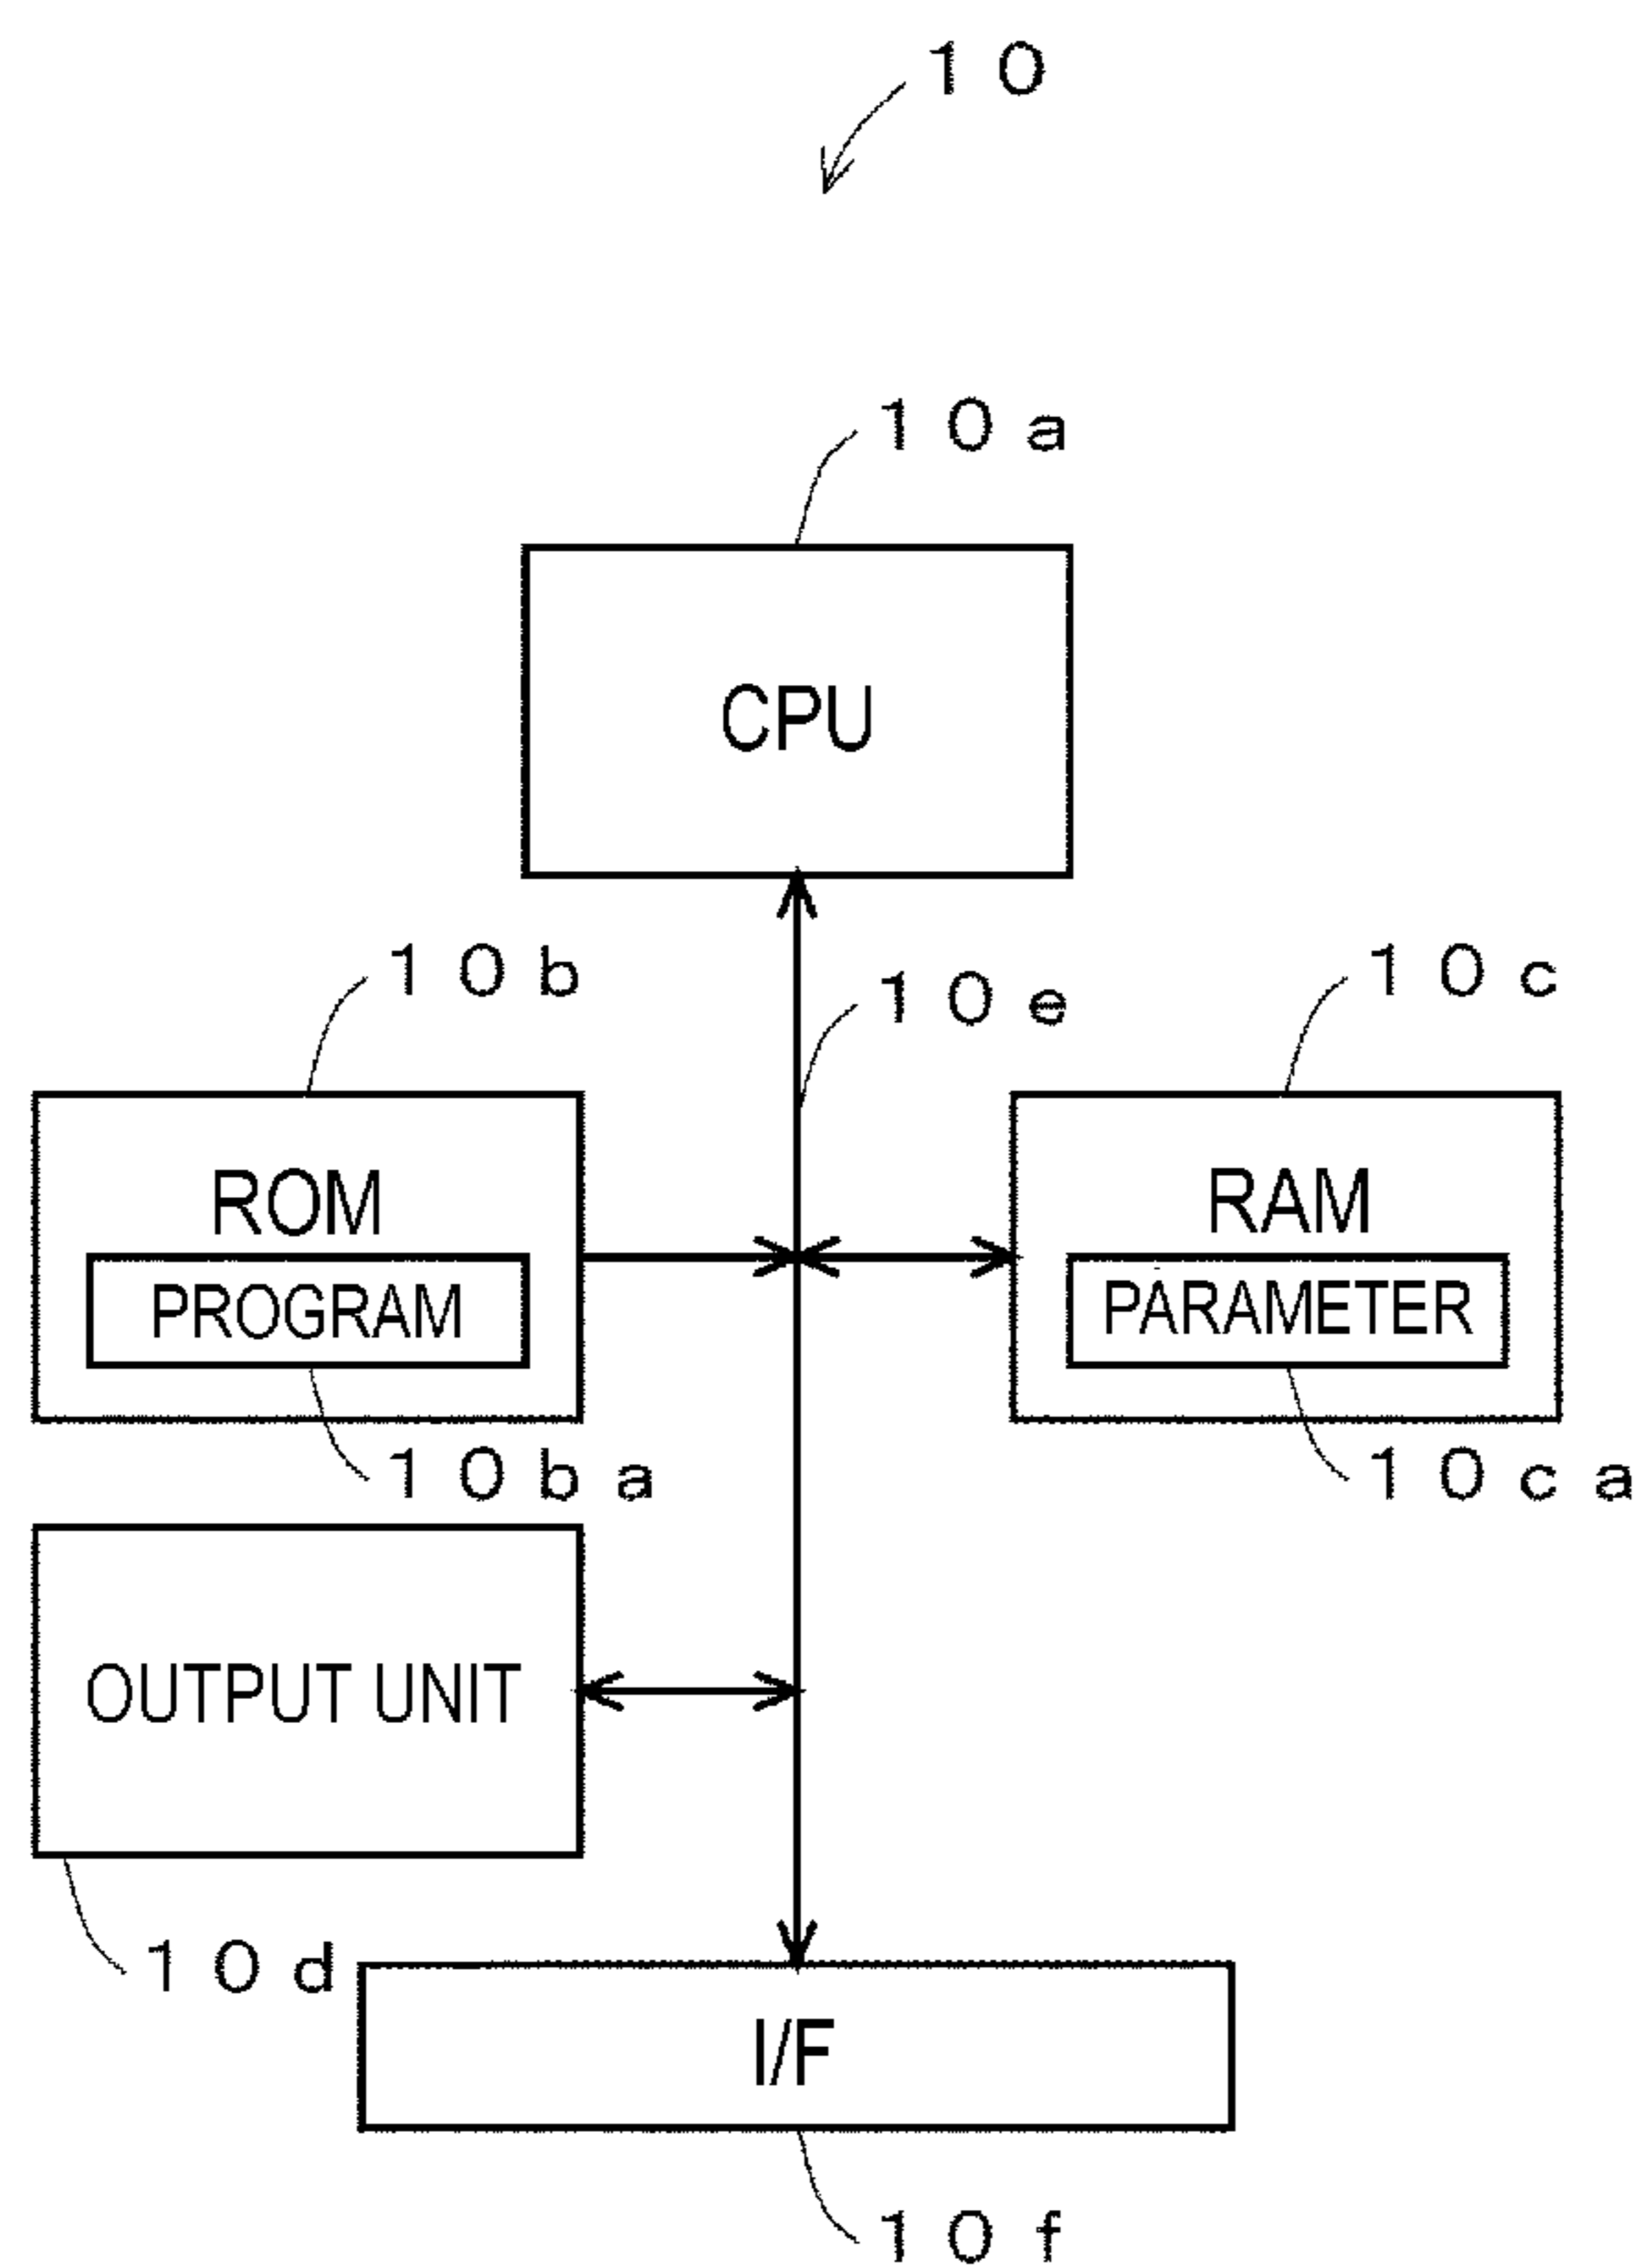 10
10a
CPU
10b
10e
10c
ROM
RAM
PROGRAM
PARAMETER
10ba
10ca
OUTPUT UNIT
10d
I/F
10f